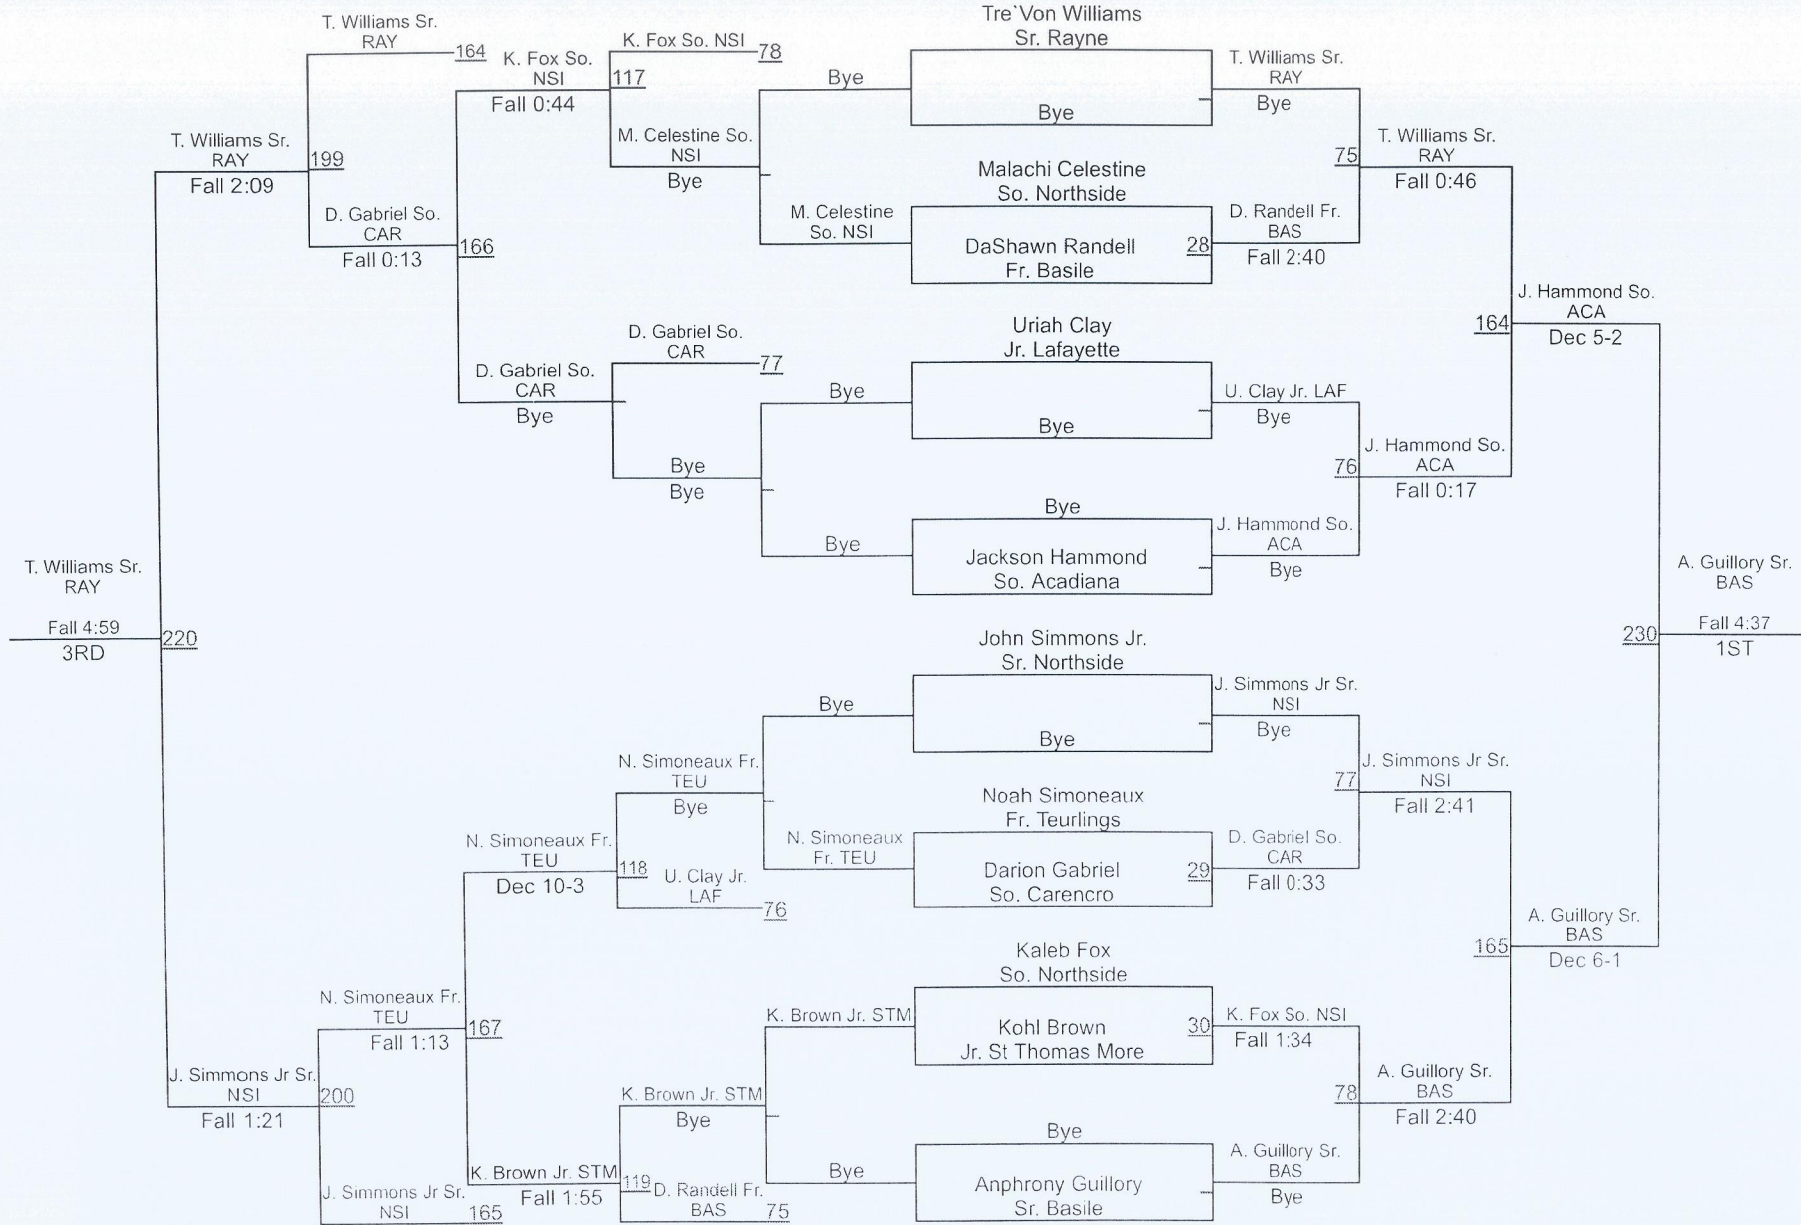 T. Williams Sr.
RAY
164
T. Williams Sr.
RAY
Fall 2:09
199
D. Gabriel So.
CAR
Fall 0:13
166
K. Fox So.
NSI
Fall 0:44
117
K. Fox So. NSI
78
M. Celestine So.
NSI
Bye
Bye
M. Celestine
So. NSI
D. Gabriel So.
CAR
Bye
D. Gabriel So.
CAR
77
Bye
Bye
Bye
Bye
T. Williams Sr.
RAY
Fall 4:59
3RD
220
Bye
N. Simoneaux Fr.
TEU
Bye
N. Simoneaux
Fr. TEU
N. Simoneaux Fr.
TEU
Dec 10-3
118
U. Clay Jr.
LAF
76
N. Simoneaux Fr.
TEU
Fall 1:13
167
J. Simmons Jr Sr.
NSI
Fall 1:21
200
J. Simmons Jr Sr.
NSI
165
K. Brown Jr. STM
K. Brown Jr. STM
Bye
Bye
K. Brown Jr. STM
Fall 1:55
119
D. Randell Fr.
BAS
75
Tre`Von Williams
Sr. Rayne
Bye
Malachi Celestine
So. Northside
DaShawn Randell
Fr. Basile
28
Uriah Clay
Jr. Lafayette
Bye
Bye
Jackson Hammond
So. Acadiana
John Simmons Jr.
Sr. Northside
Bye
Noah Simoneaux
Fr. Teurlings
Darion Gabriel
So. Carencro
29
Kaleb Fox
So. Northside
Kohl Brown
Jr. St Thomas More
30
Bye
Anphrony Guillory
Sr. Basile
T. Williams Sr.
RAY
Bye
75
D. Randell Fr.
BAS
Fall 2:40
T. Williams Sr.
RAY
Fall 0:46
U. Clay Jr. LAF
Bye
76
J. Hammond So.
ACA
Bye
J. Hammond So.
ACA
Fall 0:17
164
J. Hammond So.
ACA
Dec 5-2
J. Simmons Jr Sr.
NSI
Bye
77
D. Gabriel So.
CAR
Fall 0:33
J. Simmons Jr Sr.
NSI
Fall 2:41
K. Fox So. NSI
Fall 1:34
78
A. Guillory Sr.
BAS
Bye
A. Guillory Sr.
BAS
Fall 2:40
165
A. Guillory Sr.
BAS
Dec 6-1
230
A. Guillory Sr.
BAS
Fall 4:37
1ST